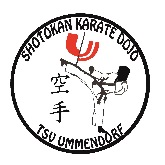 SHOTOKAN KARATE DOJO
空手
TSV UMMENDORF